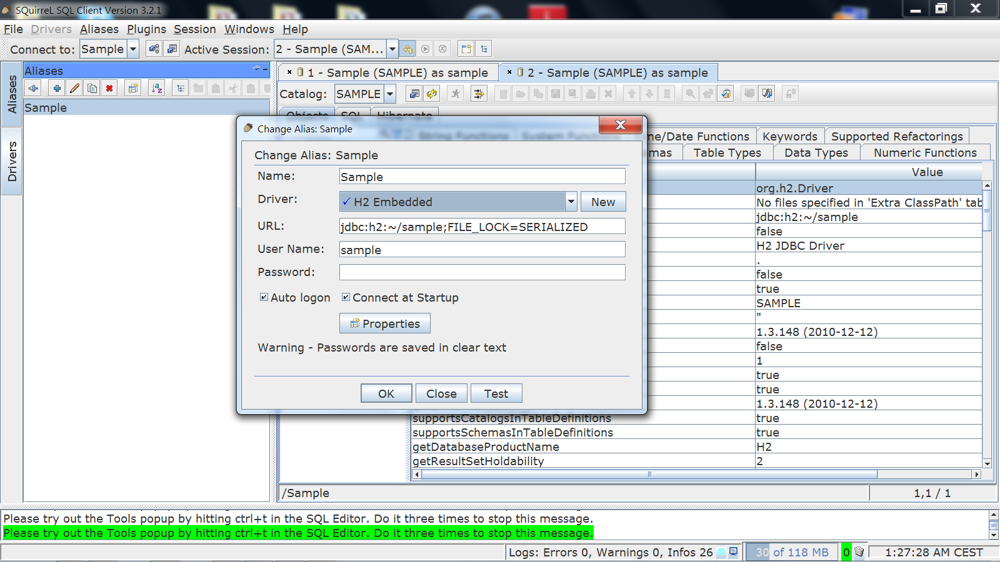 SQuirreL SQL Client Version 3.2.1
File Drivers Aliases Plugins Session Windows Help
Connect to: Sample Active Session: 2 - Sample (SAM...
Aliases
Drivers
Aliases
Sample
1 - Sample (SAMPLE) as sample
2 - Sample (SAMPLE) as sample
Catalog: SAMPLE
Objects SQL Hibernate
String Functions System Functions
me/Date Functions Keywords Supported Refactorings
mas Table Types Data Types Numeric Functions
Value
org.h2.Driver
No files specified in 'Extra ClassPath' tab
jdbc:h2:~/sample
false
H2 JDBC Driver
.
false
true
SAMPLE
"
1.3.148 (2010-12-12)
false
1
true
true
1.3.148 (2010-12-12)
supportsCatalogsInTableDefinitions true
supportsSchemasInTableDefinitions true
getDatabaseProductName H2
getResultSetHoldability 2
Change Alias: Sample
Change Alias: Sample
Name: Sample
Driver: H2 Embedded New
URL: jdbc:h2:~/sample;FILE_LOCK=SERIALIZED
User Name: sample
Password:
Auto logon Connect at Startup
Properties
Warning - Passwords are saved in clear text
OK Close Test
/Sample 1,1 / 1
Please try out the Tools popup by hitting ctrl+t in the SQL Editor. Do it three times to stop this message.
Please try out the Tools popup by hitting ctrl+t in the SQL Editor. Do it three times to stop this message.
Logs: Errors 0, Warnings 0, Infos 26 30 of 118 MB 0 1:27:28 AM CEST